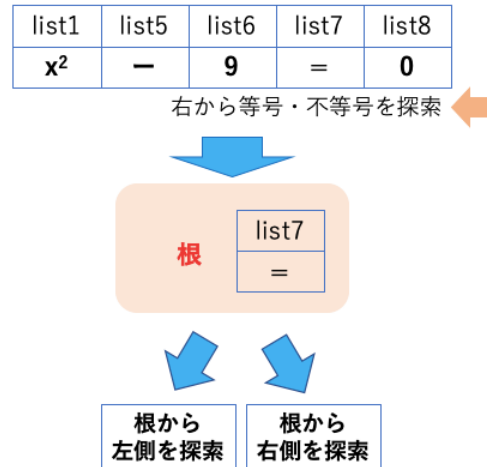 list1 list5 list6 list7 list8
x² － 9 ＝ 0
右から等号・不等号を探索
list7
根
＝
根から 根から
左側を探索 右側を探索